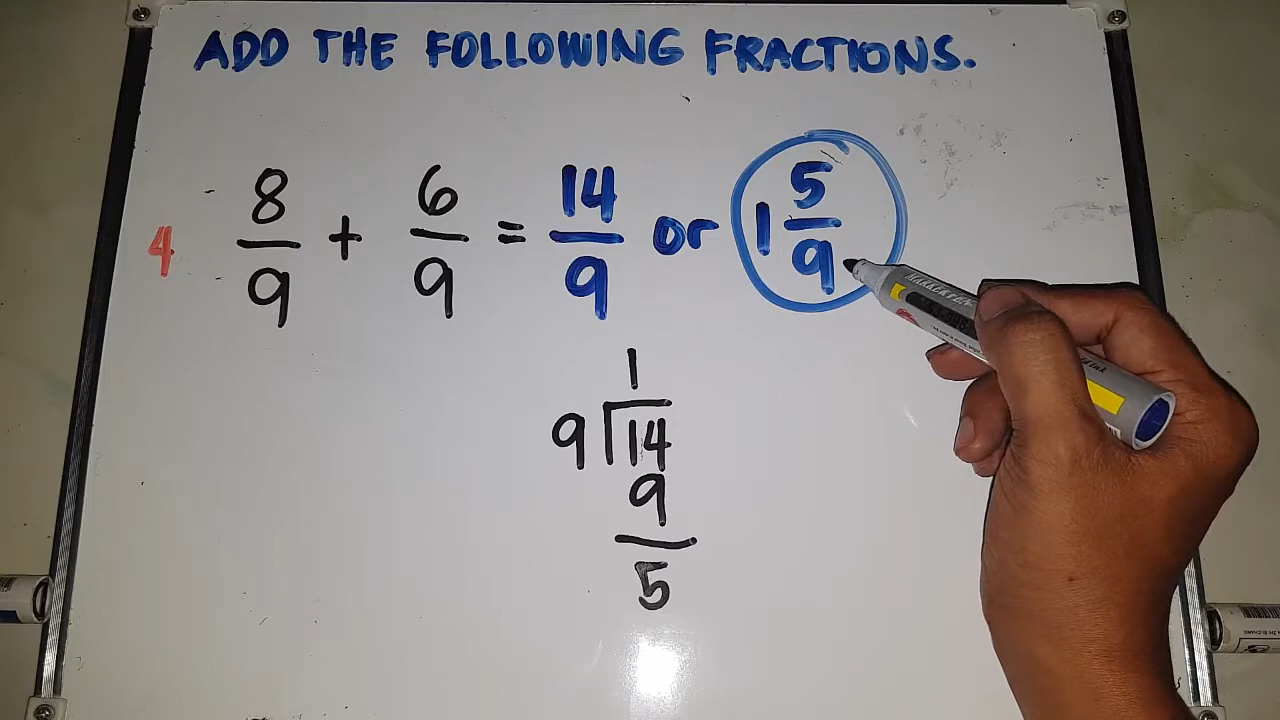 ADD THE FOLLOWING FRACTIONS.
4 8/9 + 6/9 = 14/9 or 1 5/9
1
9 14
9
5